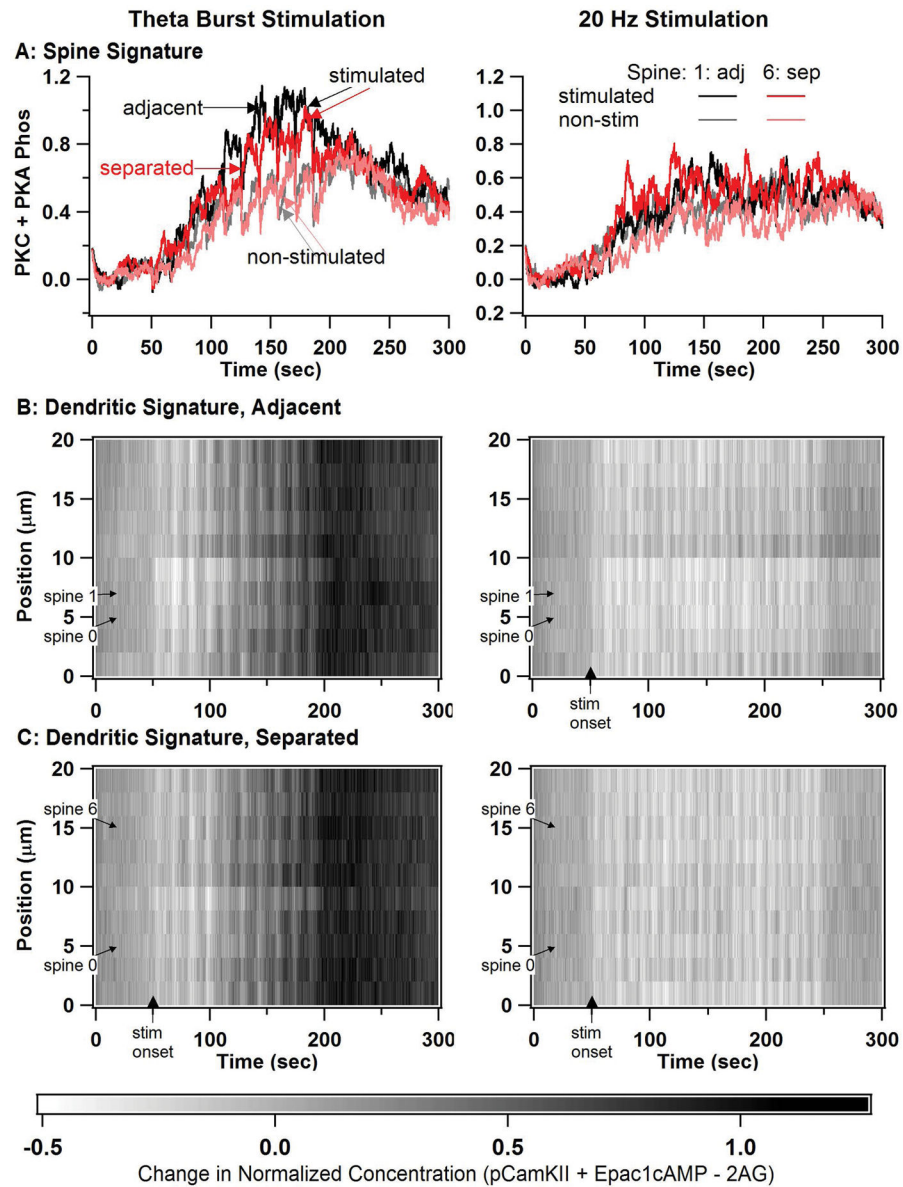 Theta Burst Stimulation
20 Hz Stimulation
A: Spine Signature
PKC + PKA Phos
1.2
0.8
0.4
0.0
0.2
adjacent
stimulated
separated
non-stimulated
0 50 100 150 200 250 300
Time (sec)
1.2
1.0
0.8
0.6
0.4
0.2
0.0
0.2
Spine: 1: adj 6: sep
stimulated
non-stim
0 50 100 150 200 250 300
Time (sec)
B: Dendritic Signature, Adjacent
Position (μm)
20
15
10
5
0
spine 1
spine 0
0 100 200 300
20
15
10
5
0
spine 1
spine 0
0 100 200 300
stim
onset
C: Dendritic Signature, Separated
Position (μm)
20
15
10
5
0
spine 6
spine 0
0 100 200 300
stim
onset
Time (sec)
20
15
10
5
0
spine 6
spine 0
0 100 200 300
stim
onset
Time (sec)
-0.5 0.0 0.5 1.0
Change in Normalized Concentration (pCamKII + Epac1cAMP - 2AG)